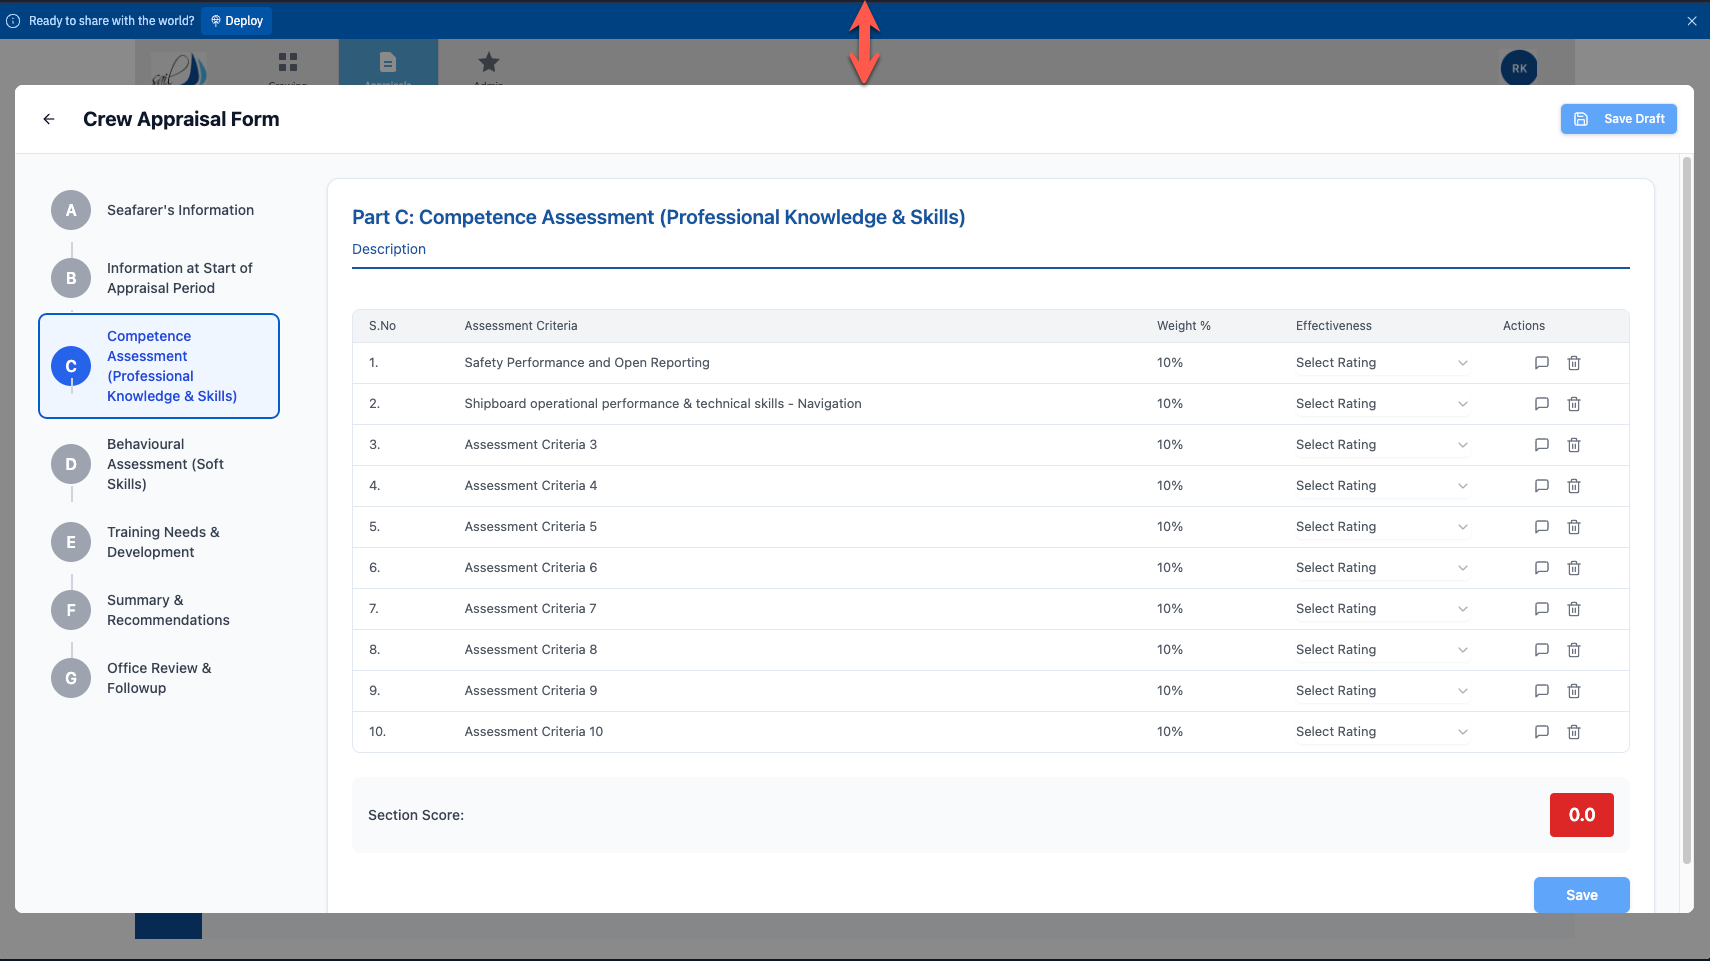 Ready to share with the world?
Deploy
sail
RK
Crew Appraisal Form
Save Draft
A
Seafarer's Information
B
Information at Start of
Appraisal Period
C
Competence
Assessment
(Professional
Knowledge & Skills)
D
Behavioural
Assessment (Soft
Skills)
E
Training Needs &
Development
F
Summary &
Recommendations
G
Office Review &
Followup
Part C: Competence Assessment (Professional Knowledge & Skills)
Description
S.No Assessment Criteria Weight % Effectiveness Actions
1. Safety Performance and Open Reporting 10% Select Rating
2. Shipboard operational performance & technical skills - Navigation 10% Select Rating
3. Assessment Criteria 3 10% Select Rating
4. Assessment Criteria 4 10% Select Rating
5. Assessment Criteria 5 10% Select Rating
6. Assessment Criteria 6 10% Select Rating
7. Assessment Criteria 7 10% Select Rating
8. Assessment Criteria 8 10% Select Rating
9. Assessment Criteria 9 10% Select Rating
10. Assessment Criteria 10 10% Select Rating
Section Score: 0.0
Save